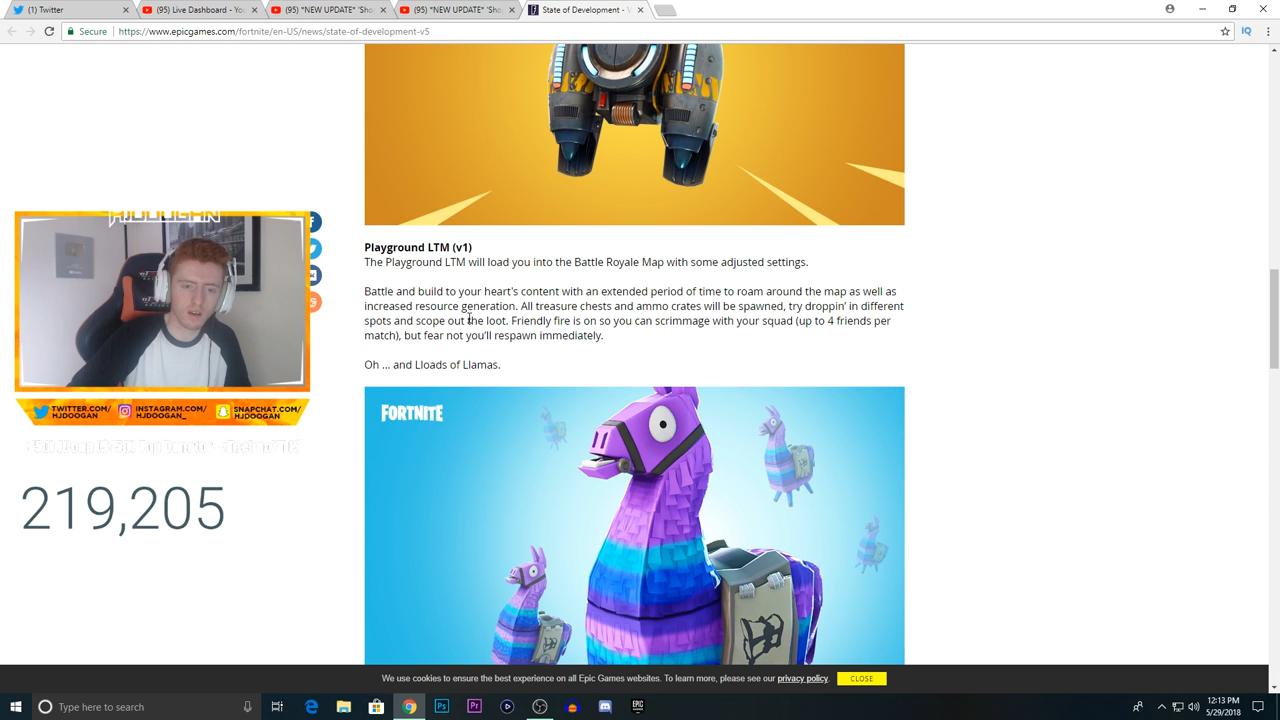 (1) Twitter
(95) Live Dashboard - You
(95) *NEW UPDATE* 'Shop
(95) *NEW UPDATE* 'Shop
State of Development - V
Secure
https://www.epicgames.com/fortnite/en-US/news/state-of-development-v5
Playground LTM (v1)
The Playground LTM will load you into the Battle Royale Map with some adjusted settings.
Battle and build to your heart's content with an extended period of time to roam around the map as well as
increased resource generation. All treasure chests and ammo crates will be spawned, try droppin' in different
spots and scope out the loot. Friendly fire is on so you can scrimmage with your squad (up to 4 friends per
match), but fear not you'll respawn immediately.
Oh ... and Lloads of Llamas.
FORTNITE
HJDOOGAN
TWITTER.COM/
HJDOOGAN
INSTAGRAM.COM/
HJDOOGAN_
SNAPCHAT.COM/
HJDOOGAN
219,205
We use cookies to ensure the best experience on all Epic Games websites. To learn more, please see our privacy policy.
CLOSE
Type here to search
Ps
Pr
EPIC
12:13 PM
5/29/2018